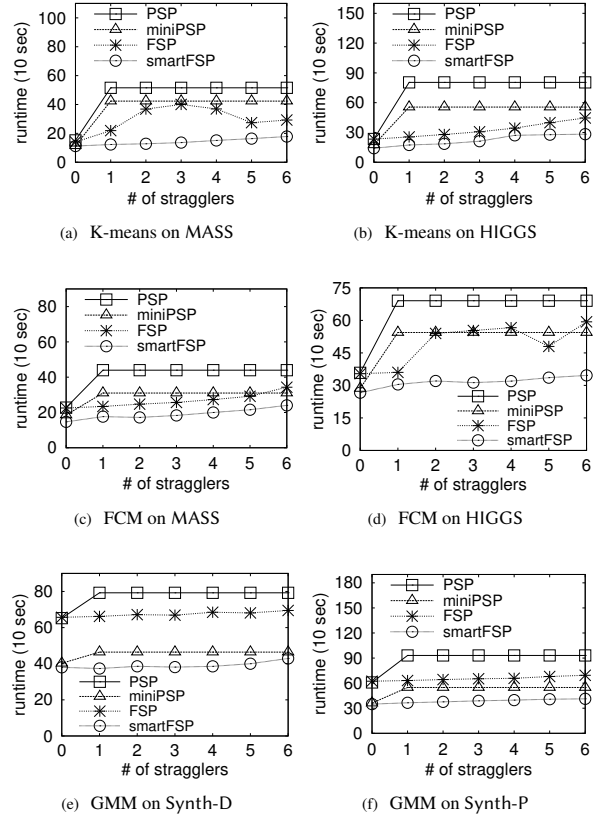 PSP
miniPSP
FSP
smartFSP
100
80
60
40
20
0
0 1 2 3 4 5 6
runtime (10 sec)
# of stragglers
(a) K-means on MASS
PSP
miniPSP
FSP
smartFSP
150
120
90
60
30
0
0 1 2 3 4 5 6
runtime (10 sec)
# of stragglers
(b) K-means on HIGGS
PSP
miniPSP
FSP
smartFSP
80
60
40
20
0
0 1 2 3 4 5 6
runtime (10 sec)
# of stragglers
(c) FCM on MASS
75
60
45
30
15
0
PSP
miniPSP
FSP
smartFSP
0 1 2 3 4 5 6
runtime (10 sec)
# of stragglers
(d) FCM on HIGGS
80
60
40
20
0
PSP
miniPSP
FSP
smartFSP
0 1 2 3 4 5 6
runtime (10 sec)
# of stragglers
(e) GMM on Synth-D
PSP
miniPSP
FSP
smartFSP
180
150
120
90
60
30
0
0 1 2 3 4 5 6
runtime (10 sec)
# of stragglers
(f) GMM on Synth-P